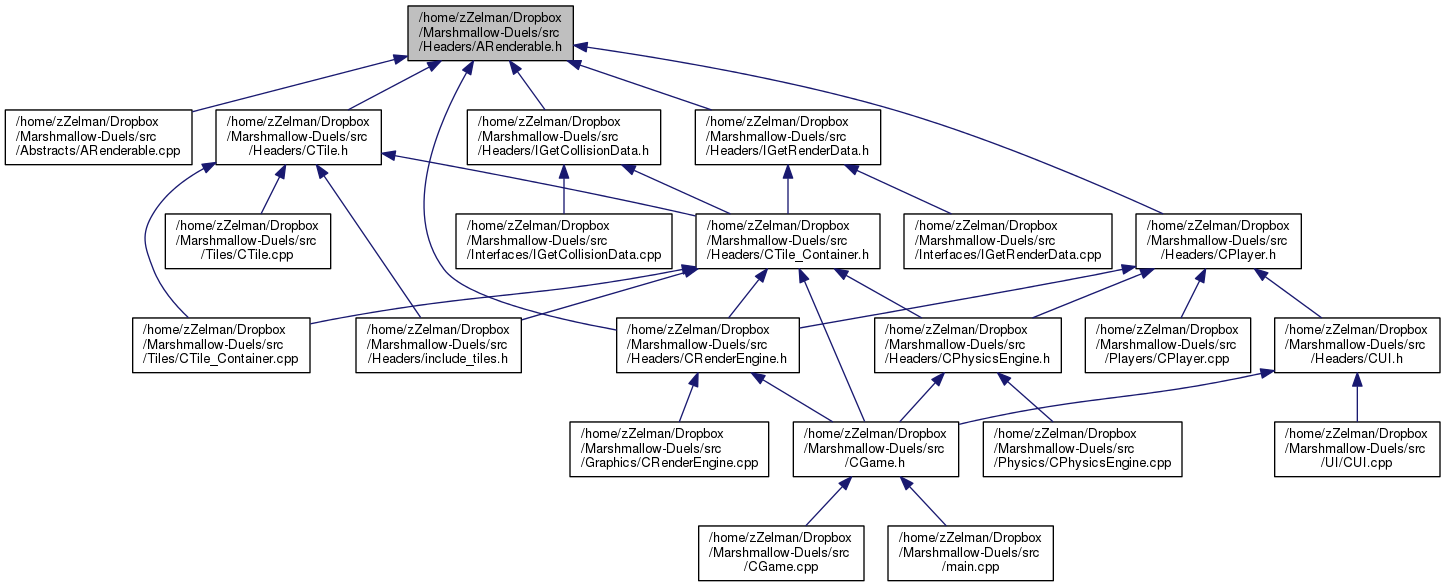 /home/zZelman/Dropbox
/Marshmallow-Duels/src
/Headers/ARenderable.h
/home/zZelman/Dropbox
/Marshmallow-Duels/src
/Abstracts/ARenderable.cpp
/home/zZelman/Dropbox
/Marshmallow-Duels/src
/Headers/CTile.h
/home/zZelman/Dropbox
/Marshmallow-Duels/src
/Headers/IGetCollisionData.h
/home/zZelman/Dropbox
/Marshmallow-Duels/src
/Headers/IGetRenderData.h
/home/zZelman/Dropbox
/Marshmallow-Duels/src
/Tiles/CTile.cpp
/home/zZelman/Dropbox
/Marshmallow-Duels/src
/Interfaces/IGetCollisionData.cpp
/home/zZelman/Dropbox
/Marshmallow-Duels/src
/Headers/CTile_Container.h
/home/zZelman/Dropbox
/Marshmallow-Duels/src
/Interfaces/IGetRenderData.cpp
/home/zZelman/Dropbox
/Marshmallow-Duels/src
/Headers/CPlayer.h
/home/zZelman/Dropbox
/Marshmallow-Duels/src
/Tiles/CTile_Container.cpp
/home/zZelman/Dropbox
/Marshmallow-Duels/src
/Headers/include_tiles.h
/home/zZelman/Dropbox
/Marshmallow-Duels/src
/Headers/CRenderEngine.h
/home/zZelman/Dropbox
/Marshmallow-Duels/src
/Headers/CPhysicsEngine.h
/home/zZelman/Dropbox
/Marshmallow-Duels/src
/Players/CPlayer.cpp
/home/zZelman/Dropbox
/Marshmallow-Duels/src
/Headers/CUI.h
/home/zZelman/Dropbox
/Marshmallow-Duels/src
/Graphics/CRenderEngine.cpp
/home/zZelman/Dropbox
/Marshmallow-Duels/src
/CGame.h
/home/zZelman/Dropbox
/Marshmallow-Duels/src
/Physics/CPhysicsEngine.cpp
/home/zZelman/Dropbox
/Marshmallow-Duels/src
/UI/CUI.cpp
/home/zZelman/Dropbox
/Marshmallow-Duels/src
/CGame.cpp
/home/zZelman/Dropbox
/Marshmallow-Duels/src
/main.cpp